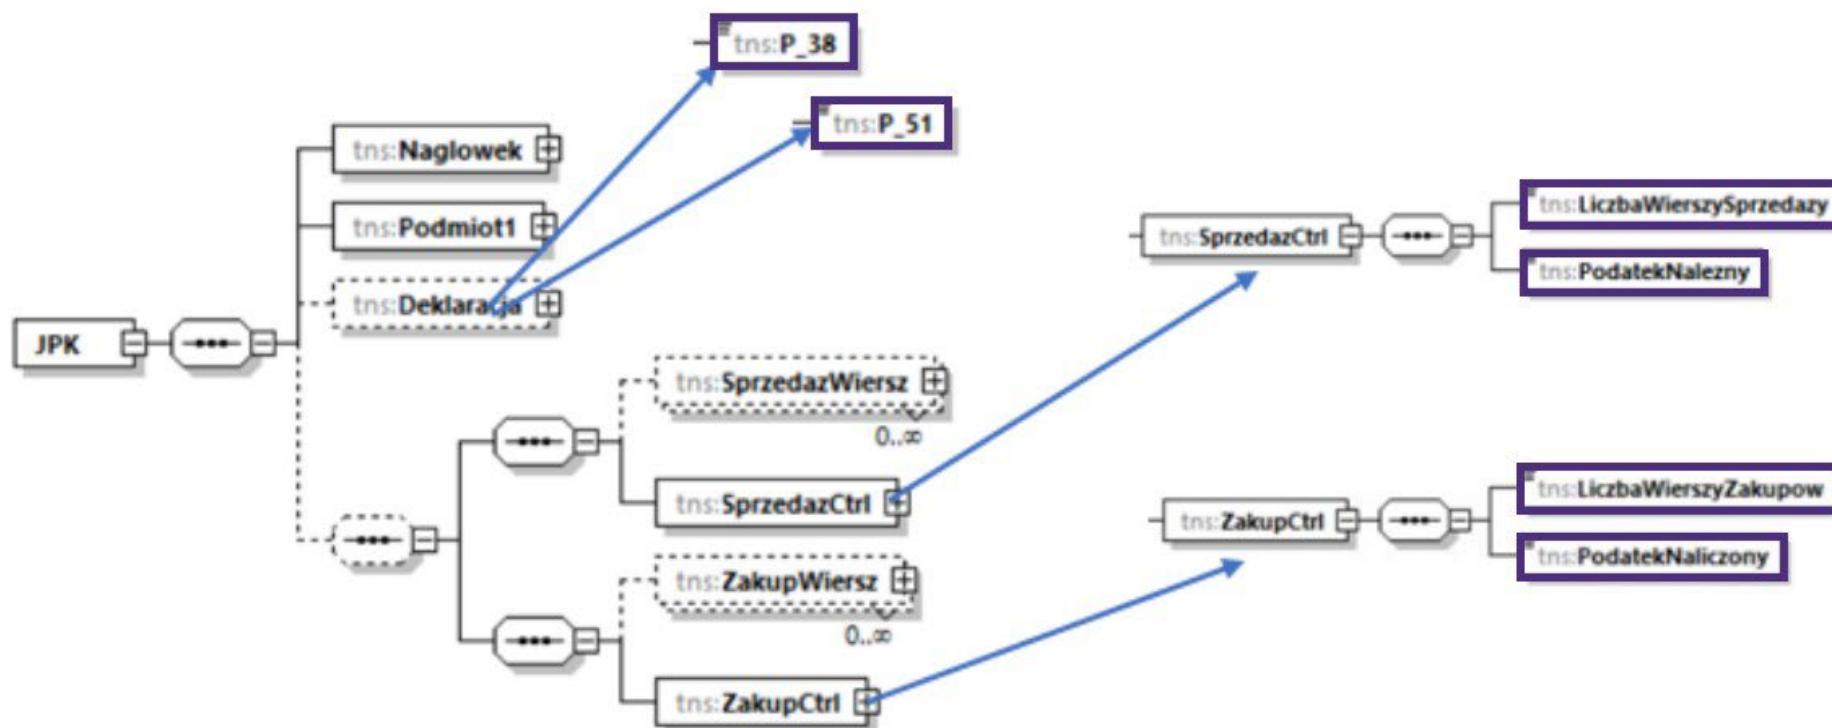 tns:P_38
tns:P_51
tns:Naglowek
tns:Podmiot1
tns:Deklaracja
JPK
tns:SprzedazWiersz
0..∞
tns:SprzedazCtrl
tns:ZakupWiersz
0..∞
tns:ZakupCtrl
tns:SprzedazCtrl
tns:LiczbaWierszySprzedazy
tns:PodatekNalezny
tns:ZakupCtrl
tns:LiczbaWierszyZakupow
tns:PodatekNaliczony